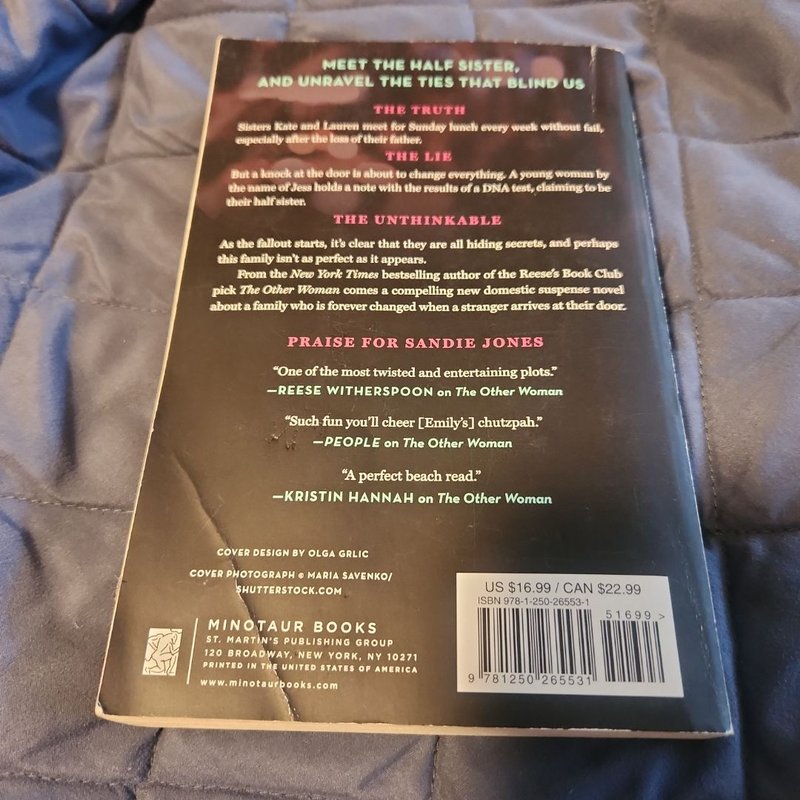 MEET THE HALF SISTER,
AND UNRAVEL THE TIES THAT BLIND US
THE TRUTH
Sisters Kate and Lauren meet for Sunday lunch every week without fail,
especially after the loss of their father.
THE LIE
But a knock at the door is about to change everything. A young woman by
the name of Jess holds a note with the results of a DNA test, claiming to be
their half sister.
THE UNTHINKABLE
As the fallout starts, it's clear that they are all hiding secrets, and perhaps
this family isn't as perfect as it appears.
From the New York Times bestselling author of the Reese's Book Club
pick The Other Woman comes a compelling new domestic suspense novel
about a family who is forever changed when a stranger arrives at their door.
PRAISE FOR SANDIE JONES
“One of the most twisted and entertaining plots.”
—REESE WITHERSPOON on The Other Woman
“Such fun you'll cheer [Emily's] chutzpah.”
—PEOPLE on The Other Woman
“A perfect beach read.”
—KRISTIN HANNAH on The Other Woman
COVER DESIGN BY OLGA GRLIC
COVER PHOTOGRAPH © MARIA SAVENKO/
SHUTTERSTOCK.COM
MINOTAUR BOOKS
ST. MARTIN'S PUBLISHING GROUP
120 BROADWAY, NEW YORK, NY 10271
PRINTED IN THE UNITED STATES OF AMERICA
www.minotaurbooks.com
US $16.99 / CAN $22.99
ISBN 978-1-250-26553-1
51699 >
9 781250 265531